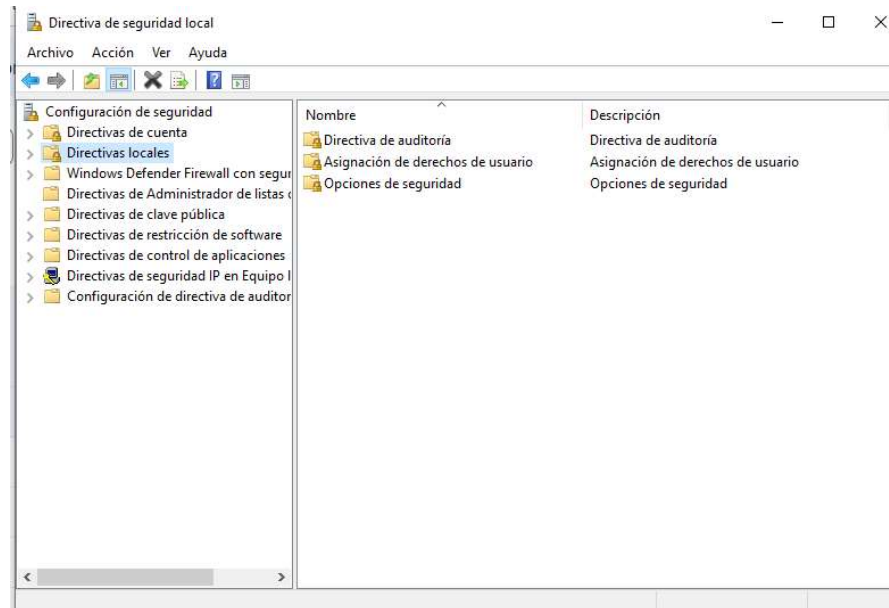 Directiva de seguridad local
Archivo Acción Ver Ayuda
Configuración de seguridad
Directivas de cuenta
Directivas locales
Windows Defender Firewall con segur
Directivas de Administrador de listas
Directivas de clave pública
Directivas de restricción de software
Directivas de control de aplicaciones
Directivas de seguridad IP en Equipo l
Configuración de directiva de auditor
Nombre Descripción
Directiva de auditoría Directiva de auditoría
Asignación de derechos de usuario Asignación de derechos de usuario
Opciones de seguridad Opciones de seguridad